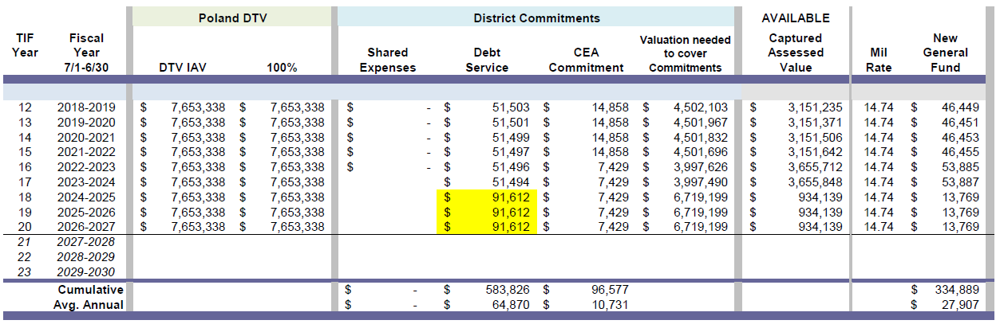 Poland DTV District Commitments AVAILABLE
TIF Fiscal Valuation needed Captured New
Year Year Shared Debt CEA to cover Assessed Mil General
7/1-6/30 DTV IAV 100% Expenses Service Commitment Commitments Value Rate Fund
12 2018-2019 $ 7,653,338 $ 7,653,338 $ - $ 51,503 $ 14,858 $ 4,502,103 $ 3,151,235 14.74 $ 46,449
13 2019-2020 $ 7,653,338 $ 7,653,338 $ - $ 51,501 $ 14,858 $ 4,501,967 $ 3,151,371 14.74 $ 46,451
14 2020-2021 $ 7,653,338 $ 7,653,338 $ - $ 51,499 $ 14,858 $ 4,501,832 $ 3,151,506 14.74 $ 46,453
15 2021-2022 $ 7,653,338 $ 7,653,338 $ - $ 51,497 $ 14,858 $ 4,501,696 $ 3,151,642 14.74 $ 46,455
16 2022-2023 $ 7,653,338 $ 7,653,338 $ - $ 51,496 $ 7,429 $ 3,997,626 $ 3,655,712 14.74 $ 53,885
17 2023-2024 $ 7,653,338 $ 7,653,338 $ 51,494 $ 7,429 $ 3,997,490 $ 3,655,848 14.74 $ 53,887
18 2024-2025 $ 7,653,338 $ 7,653,338 $ 91,612 $ 7,429 $ 6,719,199 $ 934,139 14.74 $ 13,769
19 2025-2026 $ 7,653,338 $ 7,653,338 $ 91,612 $ 7,429 $ 6,719,199 $ 934,139 14.74 $ 13,769
20 2026-2027 $ 7,653,338 $ 7,653,338 $ 91,612 $ 7,429 $ 6,719,199 $ 934,139 14.74 $ 13,769
21 2027-2028
22 2028-2029
23 2029-2030
Cumulative $ - $ 583,826 $ 96,577 $ 334,889
Avg. Annual $ - $ 64,870 $ 10,731 $ 27,907